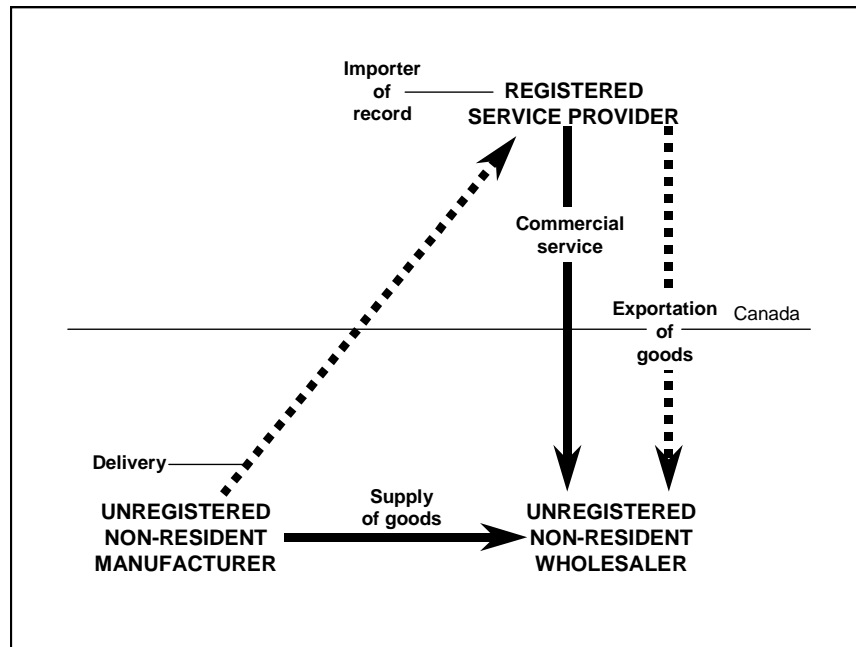 Importer
of
record
REGISTERED
SERVICE PROVIDER
Commercial
service
Exportation
of
goods
Canada
Delivery
UNREGISTERED
NON-RESIDENT
MANUFACTURER
Supply
of goods
UNREGISTERED
NON-RESIDENT
WHOLESALER